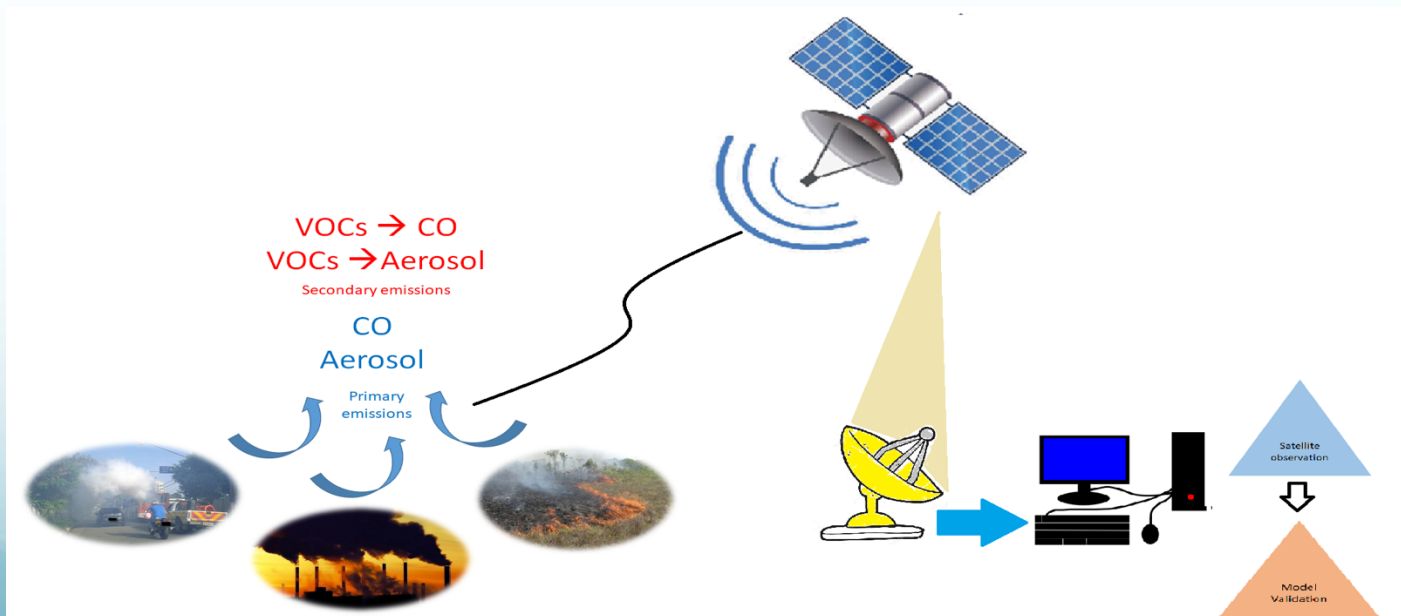 VOCs → CO
VOCs →Aerosol
Secondary emissions
CO
Aerosol
Primary
emissions
Satellite
observation
Model
Validation